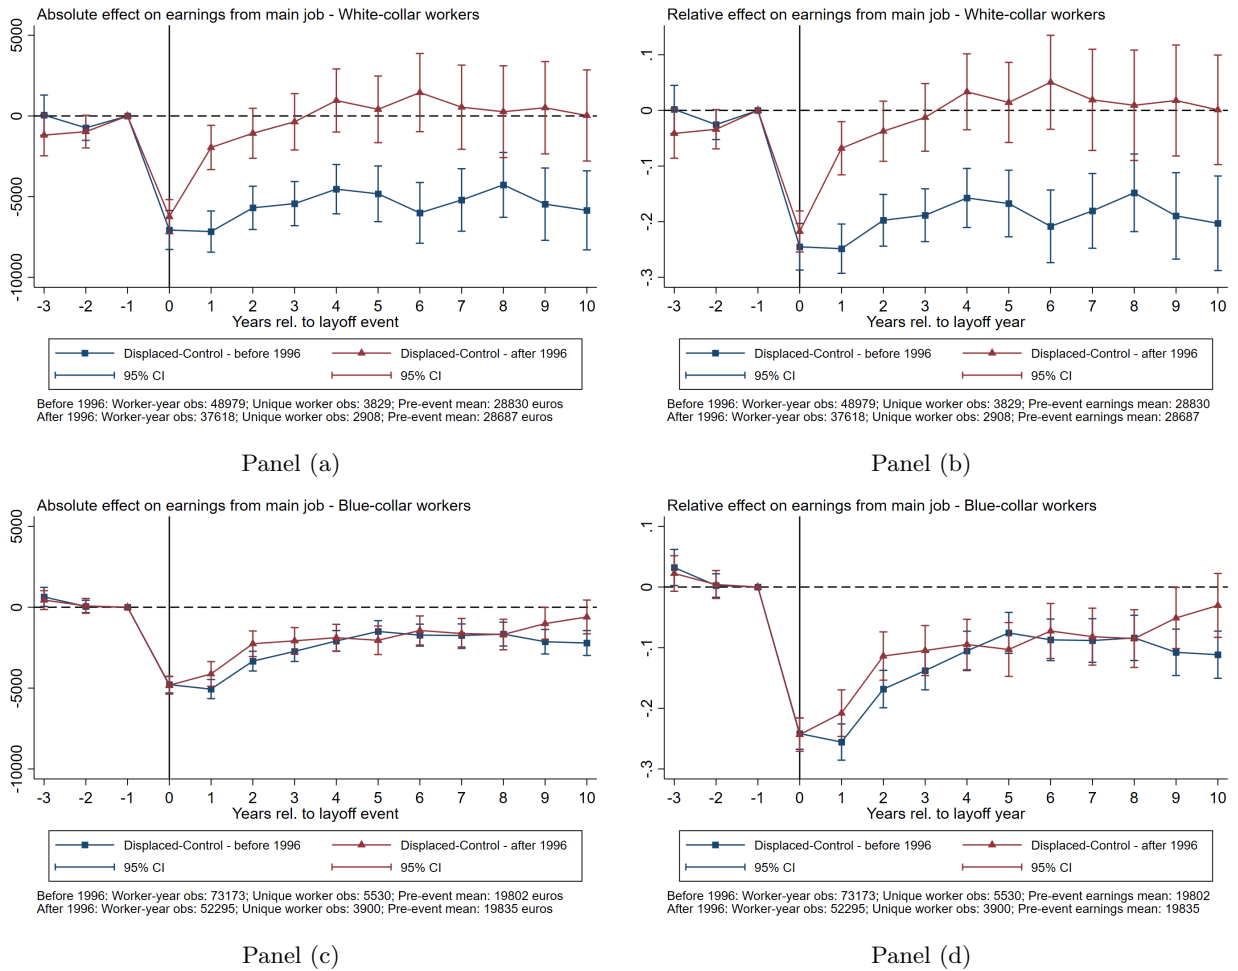 Absolute effect on earnings from main job - White-collar workers
5000
0
-5000
-10000
-3 -2 -1 0 1 2 3 4 5 6 7 8 9 10
Years rel. to layoff event
Displaced-Control - before 1996 Displaced-Control - after 1996
95% CI 95% CI
Before 1996: Worker-year obs: 48979; Unique worker obs: 3829; Pre-event mean: 28830 euros
After 1996: Worker-year obs: 37618; Unique worker obs: 2908; Pre-event mean: 28687 euros
Panel (a)
Relative effect on earnings from main job - White-collar workers
.1
0
-.1
-.2
-.3
-3 -2 -1 0 1 2 3 4 5 6 7 8 9 10
Years rel. to layoff year
Displaced-Control - before 1996 Displaced-Control - after 1996
95% CI 95% CI
Before 1996: Worker-year obs: 48979; Unique worker obs: 3829; Pre-event earnings mean: 28830
After 1996: Worker-year obs: 37618; Unique worker obs: 2908; Pre-event earnings mean: 28687
Panel (b)
Absolute effect on earnings from main job - Blue-collar workers
5000
0
-5000
-10000
-3 -2 -1 0 1 2 3 4 5 6 7 8 9 10
Years rel. to layoff event
Displaced-Control - before 1996 Displaced-Control - after 1996
95% CI 95% CI
Before 1996: Worker-year obs: 73173; Unique worker obs: 5530; Pre-event mean: 19802 euros
After 1996: Worker-year obs: 52295; Unique worker obs: 3900; Pre-event mean: 19835 euros
Panel (c)
Relative effect on earnings from main job - Blue-collar workers
.1
0
-.1
-.2
-.3
-3 -2 -1 0 1 2 3 4 5 6 7 8 9 10
Years rel. to layoff year
Displaced-Control - before 1996 Displaced-Control - after 1996
95% CI 95% CI
Before 1996: Worker-year obs: 73173; Unique worker obs: 5530; Pre-event earnings mean: 19802
After 1996: Worker-year obs: 52295; Unique worker obs: 3900; Pre-event earnings mean: 19835
Panel (d)